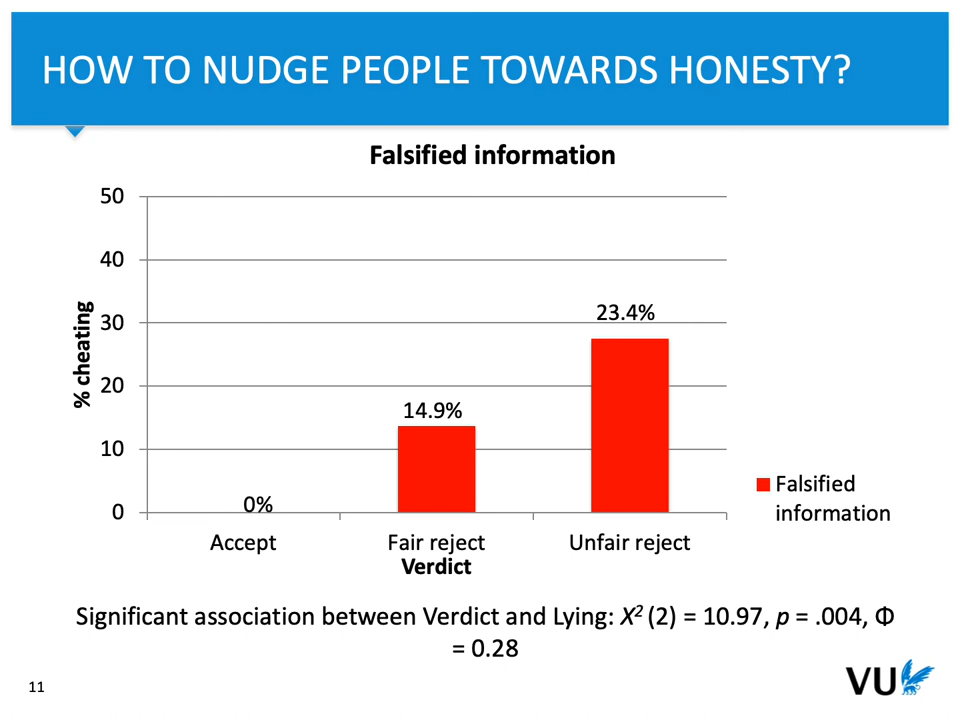 HOW TO NUDGE PEOPLE TOWARDS HONESTY?
Falsified information
50
40
30
20
10
0
% cheating
0%
14.9%
23.4%
Accept
Fair reject
Unfair reject
Verdict
Falsified
information
Significant association between Verdict and Lying: X² (2) = 10.97, p = .004, Φ
= 0.28
11
VU